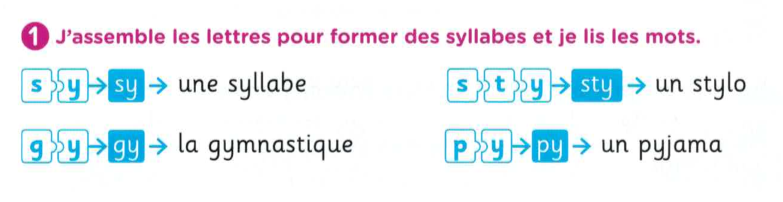 1 J'assemble les lettres pour former des syllabes et je lis les mots.
s y → sy → une syllabe
s t y → sty → un stylo
g y → gy → la gymnastique
p y → py → un pyjama